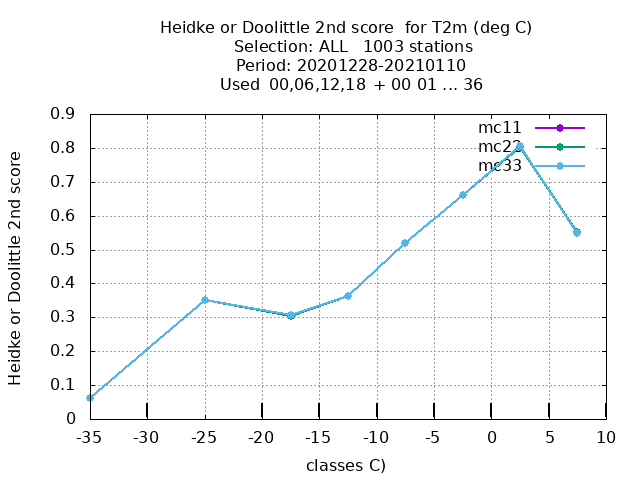 Heidke or Doolittle 2nd score  for T2m (deg C)
Selection: ALL   1003 stations
Period: 20201228-20210110
Used  00,06,12,18  + 00 01 ... 36
Heidke or Doolittle 2nd score
0.9
0.8
0.7
0.6
0.5
0.4
0.3
0.2
0.1
0
mc11
mc22
mc33
-35 -30 -25 -20 -15 -10 -5 0 5 10
classes C)